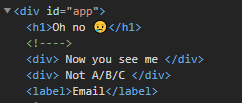 ▼<div id="app">
<h1>Oh no 😢</h1>
<!---->
<div> Now you see me </div>
<div> Not A/B/C </div>
<label>Email</label>